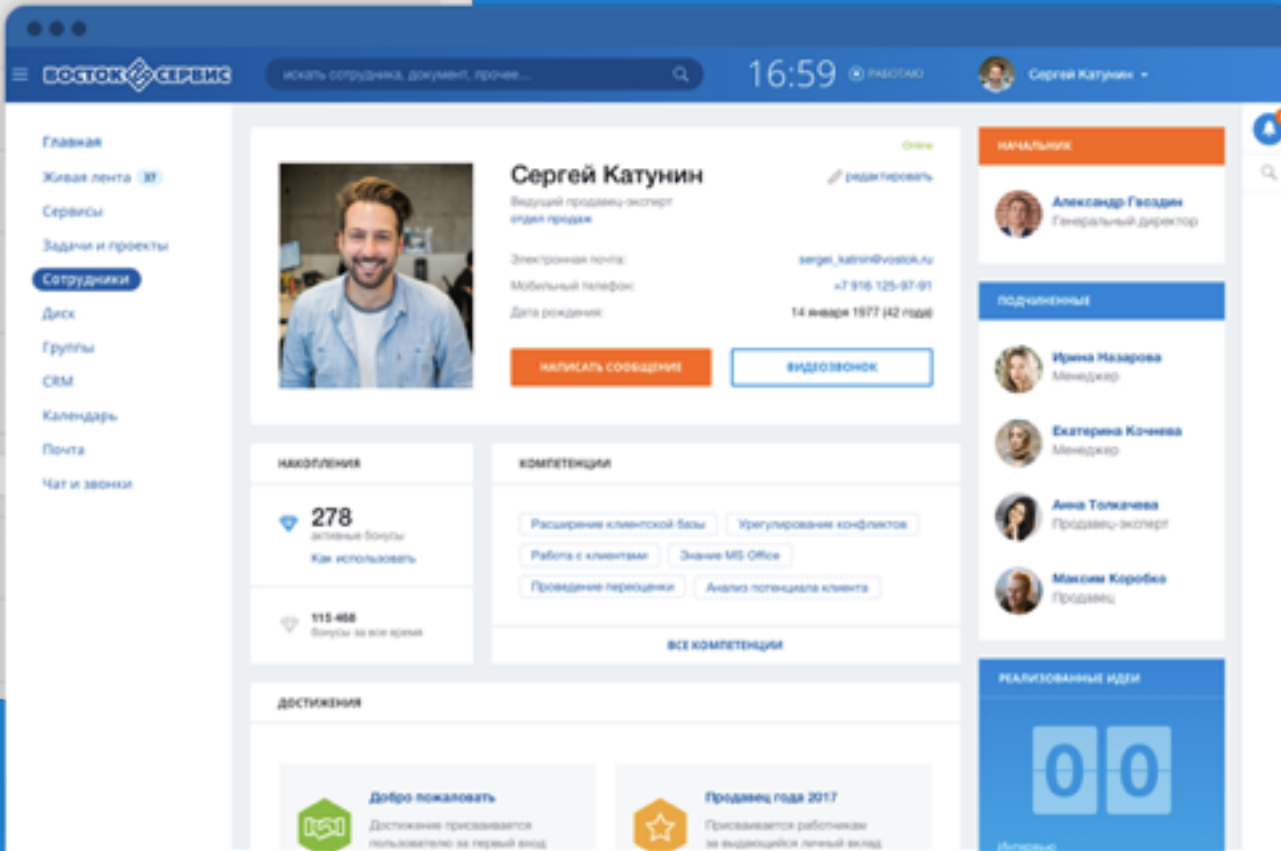 ВОСТОК СЕРВИС
искать сотрудника, документ, прочее...
16:59
РАБОТАЮ
Сергей Катунин
Главная
Живая лента 37
Сервисы
Задачи и проекты
Сотрудники
Диск
Группы
CRM
Календарь
Почта
Чат и звонки
Online
Сергей Катунин
редактировать
Ведущий продавец-эксперт
отдел продаж
Электронная почта: sergei_katnin@vostok.ru
Мобильный телефон: +7 916 125-97-91
Дата рождения: 14 января 1977 (42 года)
НАПИСАТЬ СООБЩЕНИЕ
ВИДЕОЗВОНОК
НАКОПЛЕНИЯ
278
активные бонусы
Как использовать
115 468
бонусы за все время
КОМПЕТЕНЦИИ
Расширение клиентской базы
Урегулирование конфликтов
Работа с клиентами
Знание MS Office
Проведение переоценки
Анализ потенциала клиента
ВСЕ КОМПЕТЕНЦИИ
ДОСТИЖЕНИЯ
Добро пожаловать
Достижение присваивается
пользователю за первый вход
Продавец года 2017
Присваивается работникам
за выдающийся личный вклад
НАЧАЛЬНИК
Александр Гвоздин
Генеральный директор
ПОДЧИНЕННЫЕ
Ирина Назарова
Менеджер
Екатерина Кочнева
Менеджер
Анна Толкачева
Продавец-эксперт
Максим Коробко
Продавец
РЕАЛИЗОВАННЫЕ ИДЕИ
00
Интервью